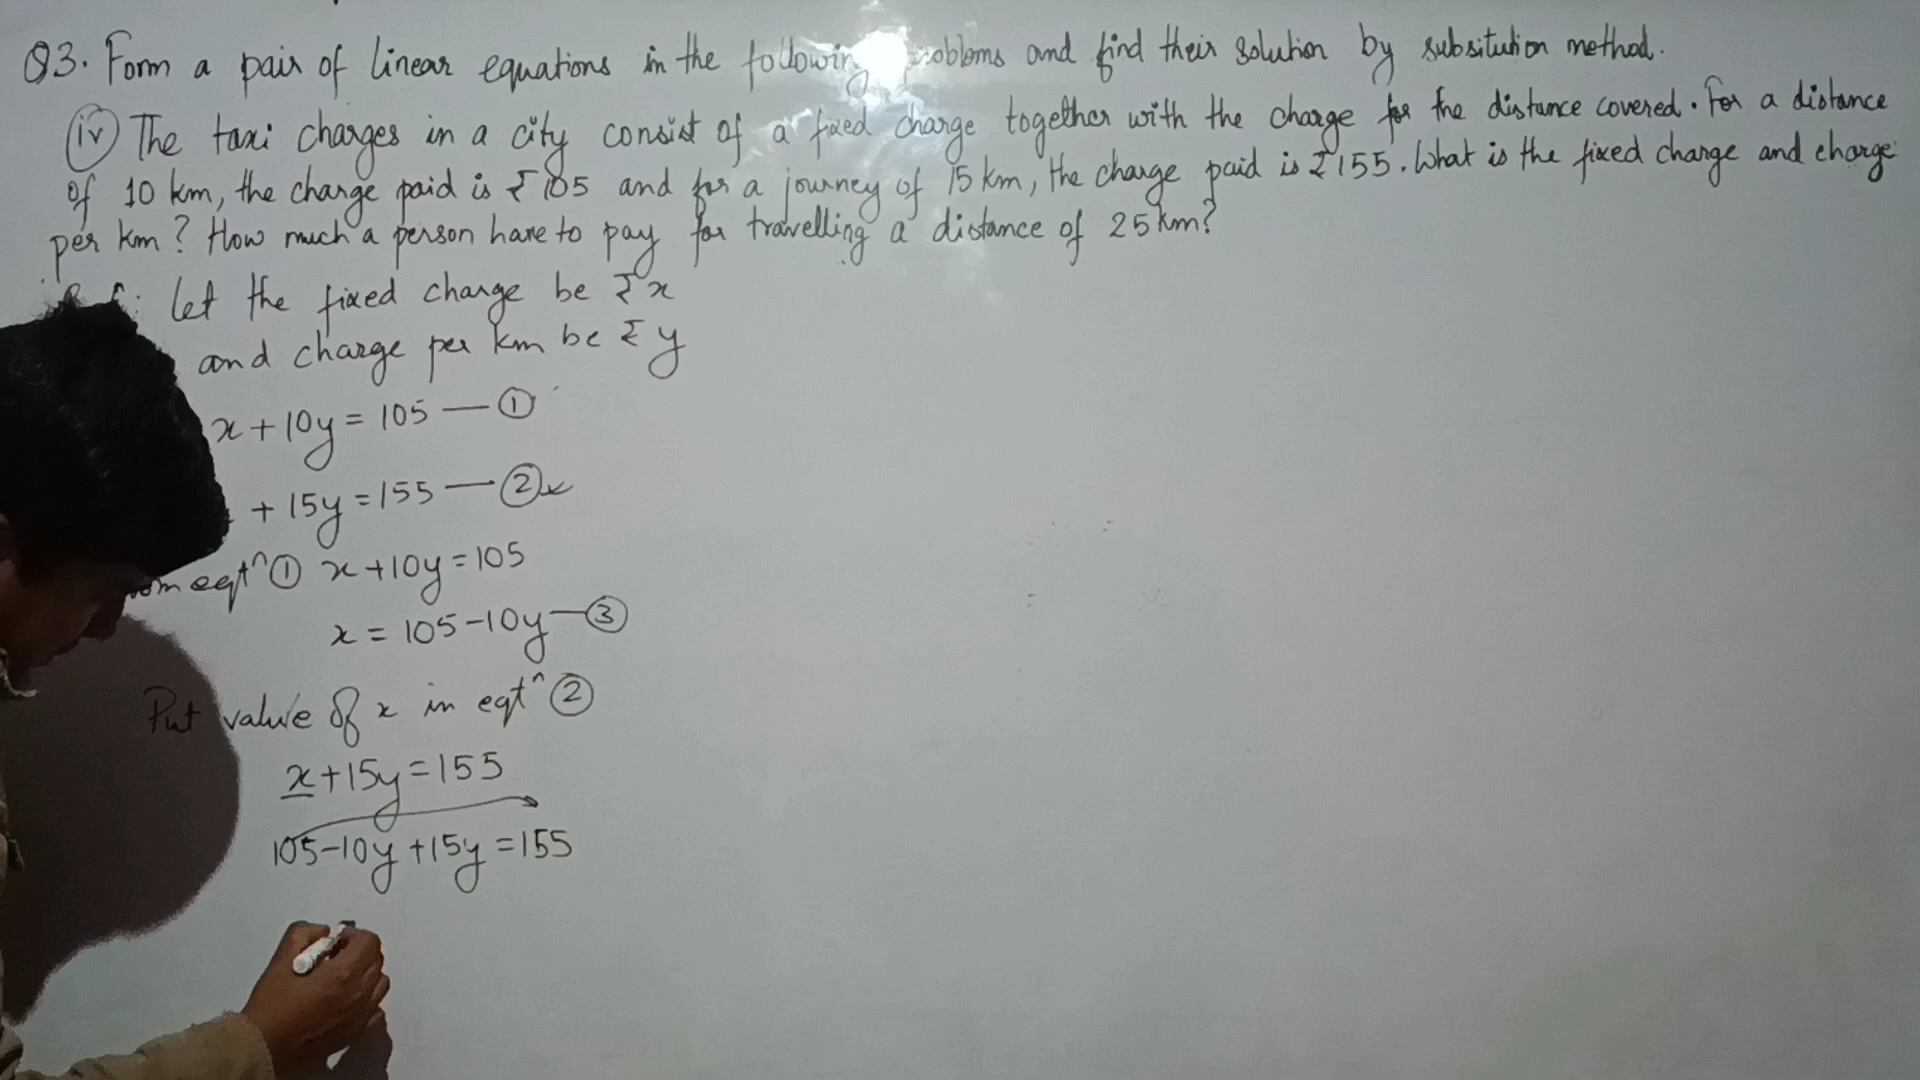 Q3. Form a pair of linear equations in the following problems and find their solution by subsitution method.
(iv) The taxi charges in a city consist of a fixed charge together with the charge for the distance covered. For a distance
of 10 km, the charge paid is ₹105 and for a journey of 15 km, the charge paid is ₹155. What is the fixed charge and charge
per km? How much a person have to pay for travelling a distance of 25 km?
let the fixed charge be ₹ x
and charge per km be ₹ y
x + 10y = 105 — ①
+ 15y = 155 — ②
eqtⁿ ① x + 10y = 105
x = 105 - 10y — ③
Put value of x in eqtⁿ ②
x + 15y = 155
105 - 10y + 15y = 155